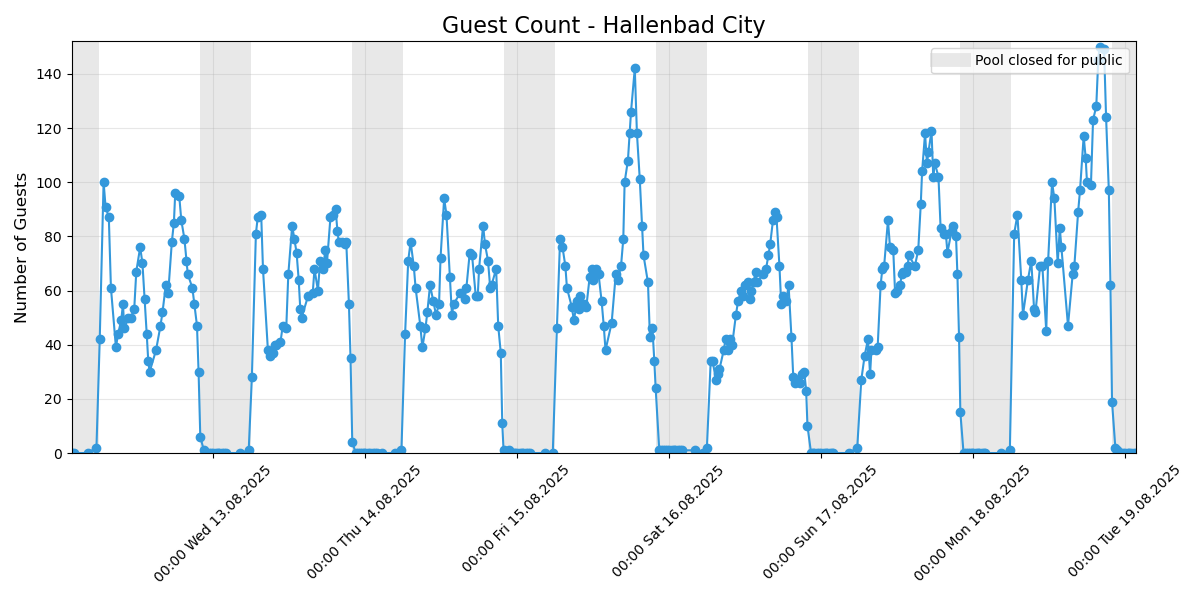 Guest Count - Hallenbad City
Pool closed for public
Number of Guests
140
120
100
80
60
40
20
0
00:00 Wed 13.08.2025
00:00 Thu 14.08.2025
00:00 Fri 15.08.2025
00:00 Sat 16.08.2025
00:00 Sun 17.08.2025
00:00 Mon 18.08.2025
00:00 Tue 19.08.2025